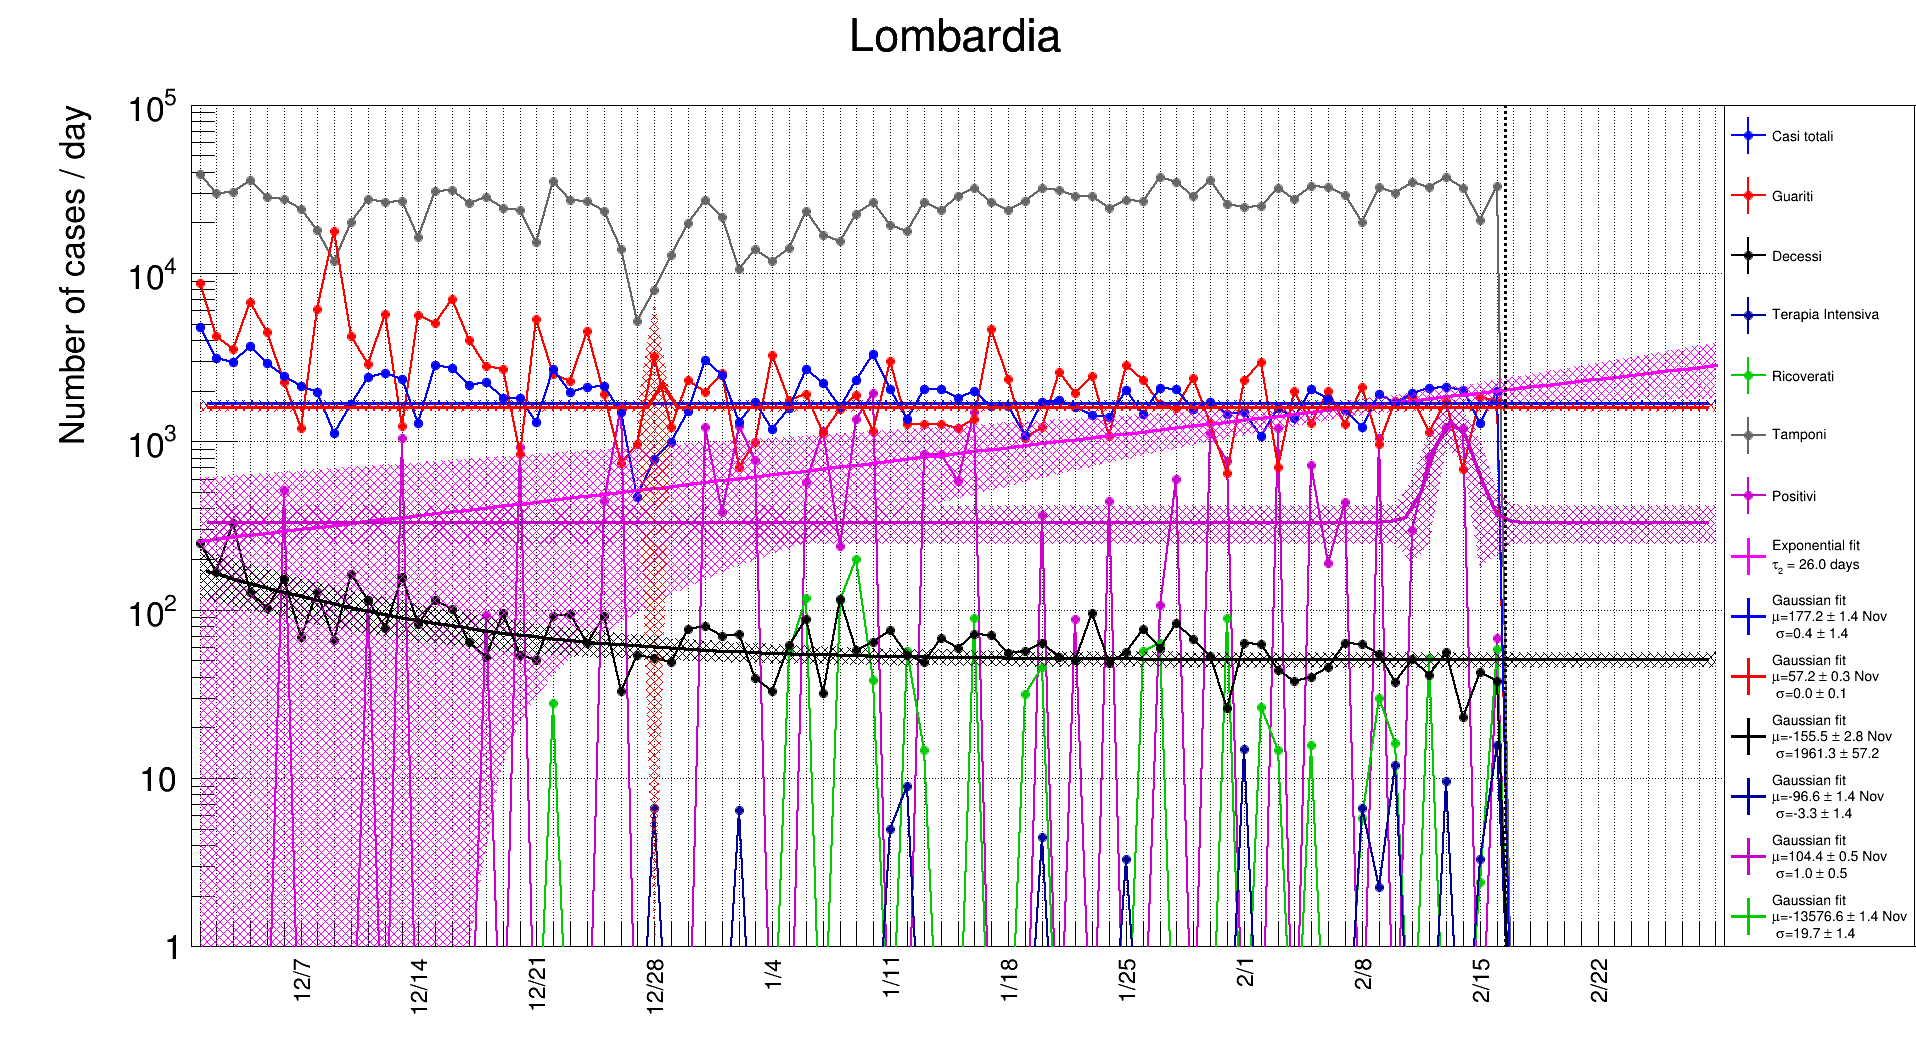 Lombardia
Number of cases / day
10^5
10^4
10^3
10^2
10
1
12/7
12/14
12/21
12/28
1/4
1/11
1/18
1/25
2/1
2/8
2/15
2/22
Casi totali
Guariti
Decessi
Terapia Intensiva
Ricoverati
Tamponi
Positivi
Exponential fit
τ₂ = 26.0 days
Gaussian fit
μ=177.2 ± 1.4 Nov
σ=0.4 ± 1.4
Gaussian fit
μ=57.2 ± 0.3 Nov
σ=0.0 ± 0.1
Gaussian fit
μ=-155.5 ± 2.8 Nov
σ=1961.3 ± 57.2
Gaussian fit
μ=-96.6 ± 1.4 Nov
σ=-3.3 ± 1.4
Gaussian fit
μ=104.4 ± 0.5 Nov
σ=1.0 ± 0.5
Gaussian fit
μ=-13576.6 ± 1.4 Nov
σ=19.7 ± 1.4